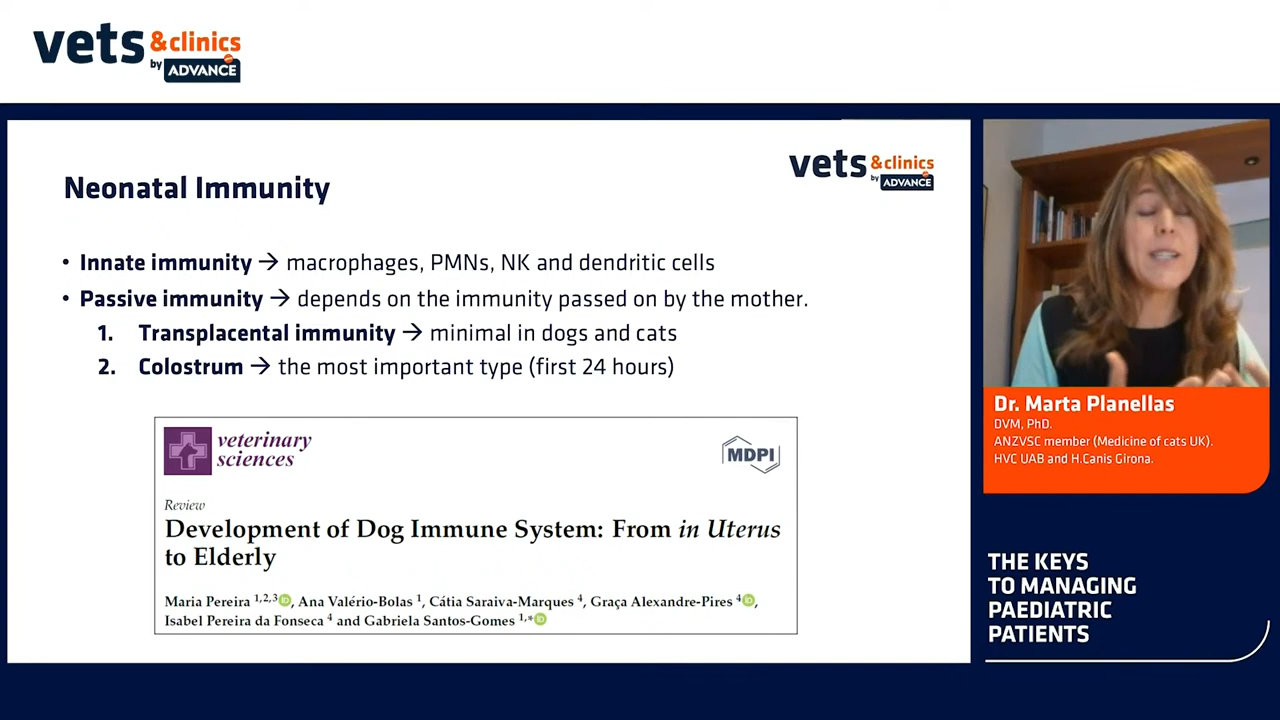 vets &clinics
by ADVANCE
vets &clinics
by ADVANCE
Neonatal Immunity
• Innate immunity → macrophages, PMNs, NK and dendritic cells
• Passive immunity → depends on the immunity passed on by the mother.
1. Transplacental immunity → minimal in dogs and cats
2. Colostrum → the most important type (first 24 hours)
veterinary
sciences
MDPI
Review
Development of Dog Immune System: From in Uterus
to Elderly
Maria Pereira 1,2,3, Ana Valério-Bolas 1, Cátia Saraiva-Marques 4, Graça Alexandre-Pires 4,
Isabel Pereira da Fonseca 4 and Gabriela Santos-Gomes 1,*
Dr. Marta Planellas
DVM, PhD.
ANZVSC member (Medicine of cats UK).
HVC UAB and H.Canis Girona.
THE KEYS
TO MANAGING
PAEDIATRIC
PATIENTS